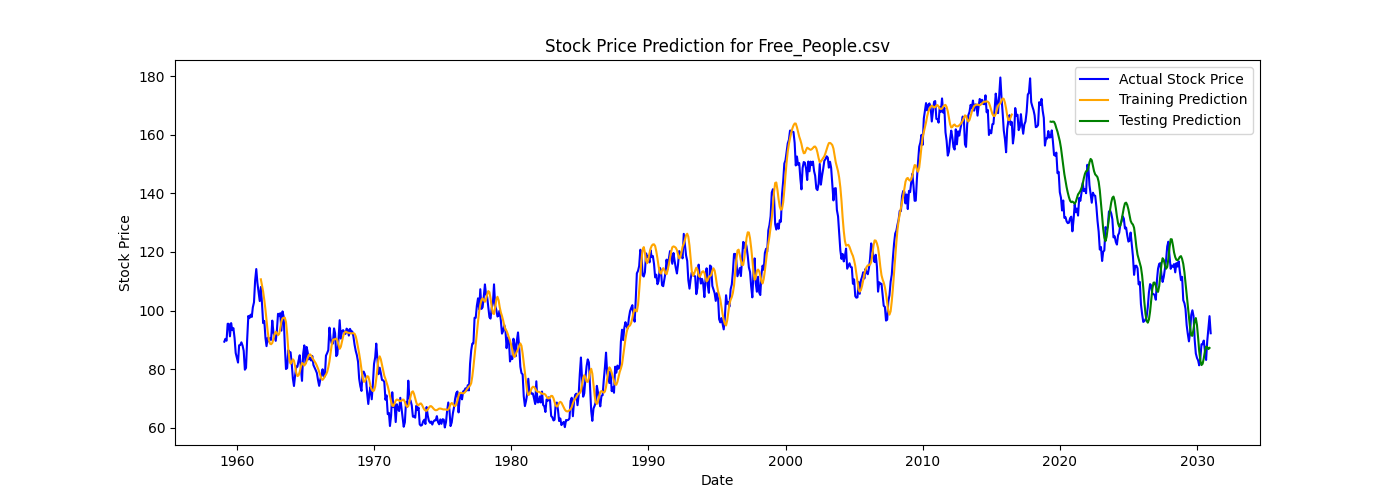 Stock Price Prediction for Free_People.csv
Actual Stock Price
Training Prediction
Testing Prediction
Stock Price
180
160
140
120
100
80
60
1960
1970
1980
1990
2000
2010
2020
2030
Date